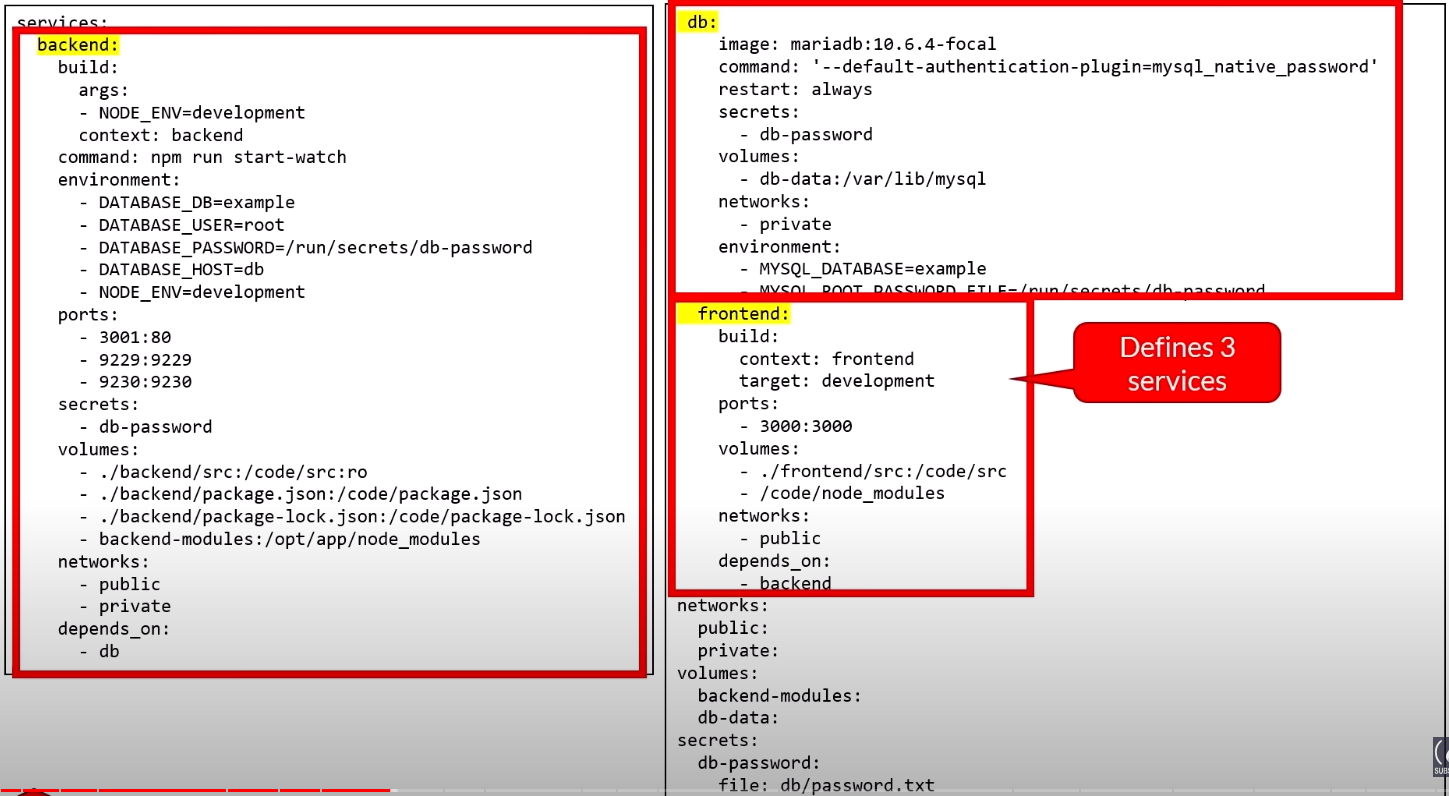 services:
  backend:
    build:
      args:
      - NODE_ENV=development
      context: backend
    command: npm run start-watch
    environment:
      - DATABASE_DB=example
      - DATABASE_USER=root
      - DATABASE_PASSWORD=/run/secrets/db-password
      - DATABASE_HOST=db
      - NODE_ENV=development
    ports:
      - 3001:80
      - 9229:9229
      - 9230:9230
    secrets:
      - db-password
    volumes:
      - ./backend/src:/code/src:ro
      - ./backend/package.json:/code/package.json
      - ./backend/package-lock.json:/code/package-lock.json
      - backend-modules:/opt/app/node_modules
    networks:
      - public
      - private
    depends_on:
      - db
  db:
    image: mariadb:10.6.4-focal
    command: '--default-authentication-plugin=mysql_native_password'
    restart: always
    secrets:
      - db-password
    volumes:
      - db-data:/var/lib/mysql
    networks:
      - private
    environment:
      - MYSQL_DATABASE=example
      - MYSQL_ROOT_PASSWORD_FILE=/run/secrets/db-password
  frontend:
    build:
      context: frontend
      target: development
    ports:
      - 3000:3000
    volumes:
      - ./frontend/src:/code/src
      - /code/node_modules
    networks:
      - public
    depends_on:
      - backend
networks:
  public:
  private:
volumes:
  backend-modules:
  db-data:
secrets:
  db-password:
    file: db/password.txt
Defines 3
services